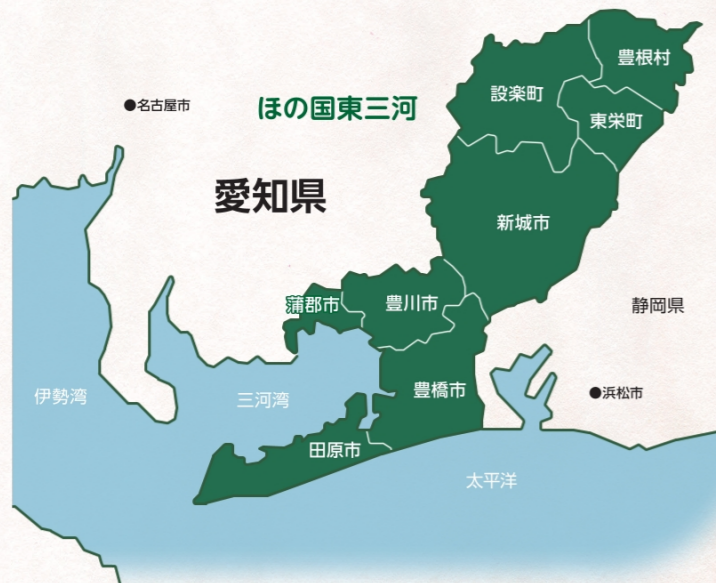 豊根村
設楽町
●名古屋市
ほの国東三河
東栄町
愛知県
新城市
蒲郡市
豊川市
静岡県
伊勢湾
三河湾
豊橋市
●浜松市
田原市
太平洋